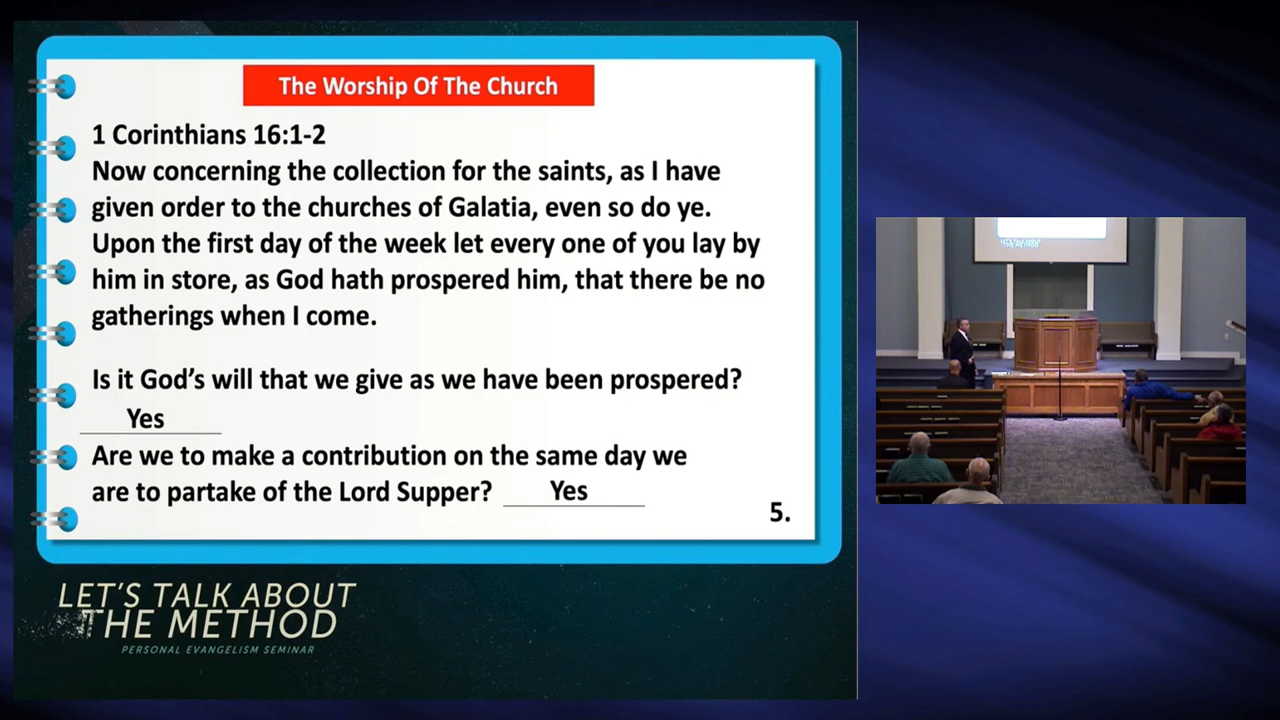 The Worship Of The Church
1 Corinthians 16:1-2
Now concerning the collection for the saints, as I have
given order to the churches of Galatia, even so do ye.
Upon the first day of the week let every one of you lay by
him in store, as God hath prospered him, that there be no
gatherings when I come.
Is it God's will that we give as we have been prospered?
Yes
Are we to make a contribution on the same day we
are to partake of the Lord Supper? Yes
5.
LET'S TALK ABOUT
THE METHOD
PERSONAL EVANGELISM SEMINAR